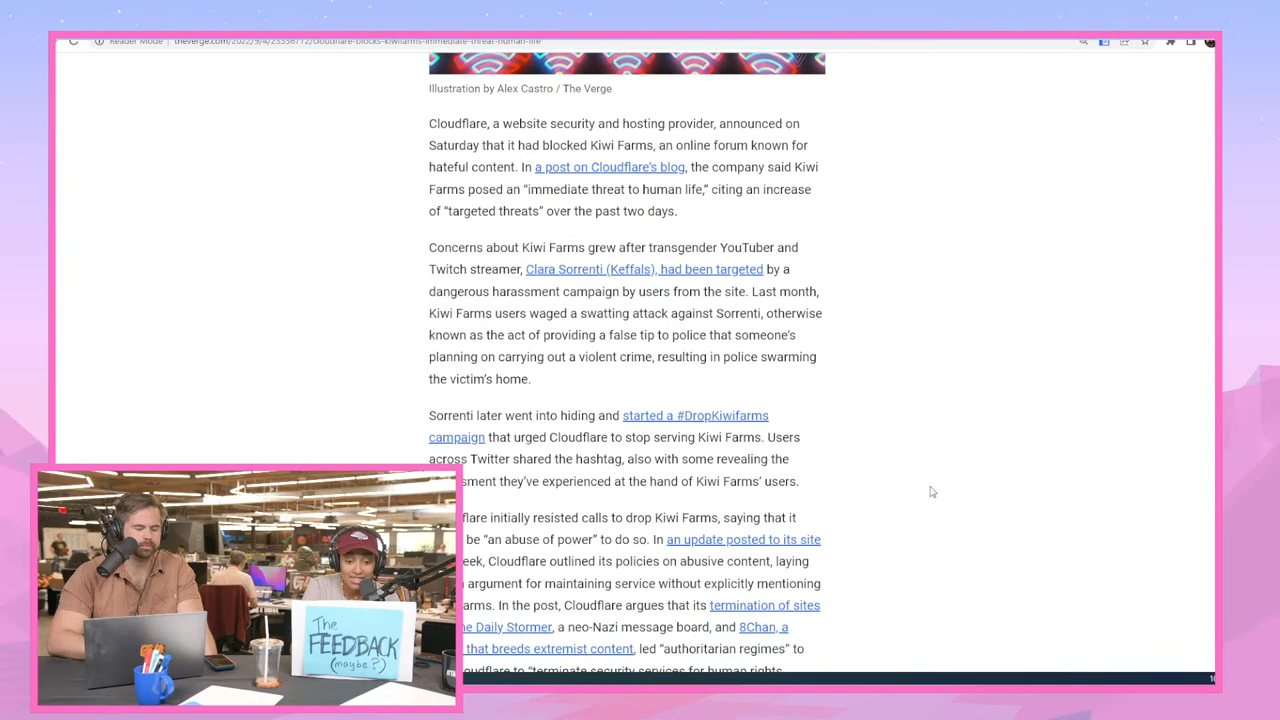 Reader Mode theverge.com/2022/9/4/23336772/cloudflare-blocks-kiwifarms-immediate-threat-human-life
Illustration by Alex Castro / The Verge
Cloudflare, a website security and hosting provider, announced on
Saturday that it had blocked Kiwi Farms, an online forum known for
hateful content. In a post on Cloudflare's blog, the company said Kiwi
Farms posed an “immediate threat to human life,” citing an increase
of “targeted threats” over the past two days.
Concerns about Kiwi Farms grew after transgender YouTuber and
Twitch streamer, Clara Sorrenti (Keffals), had been targeted by a
dangerous harassment campaign by users from the site. Last month,
Kiwi Farms users waged a swatting attack against Sorrenti, otherwise
known as the act of providing a false tip to police that someone's
planning on carrying out a violent crime, resulting in police swarming
the victim's home.
Sorrenti later went into hiding and started a #DropKiwifarms
campaign that urged Cloudflare to stop serving Kiwi Farms. Users
across Twitter shared the hashtag, also with some revealing the
sment they've experienced at the hand of Kiwi Farms' users.
flare initially resisted calls to drop Kiwi Farms, saying that it
be “an abuse of power” to do so. In an update posted to its site
eek, Cloudflare outlined its policies on abusive content, laying
argument for maintaining service without explicitly mentioning
arms. In the post, Cloudflare argues that its termination of sites
e Daily Stormer, a neo-Nazi message board, and 8Chan, a
that breeds extremist content, led “authoritarian regimes” to
oudflare to “terminate security services for human rights
The
FEEDBACK
(maybe?)